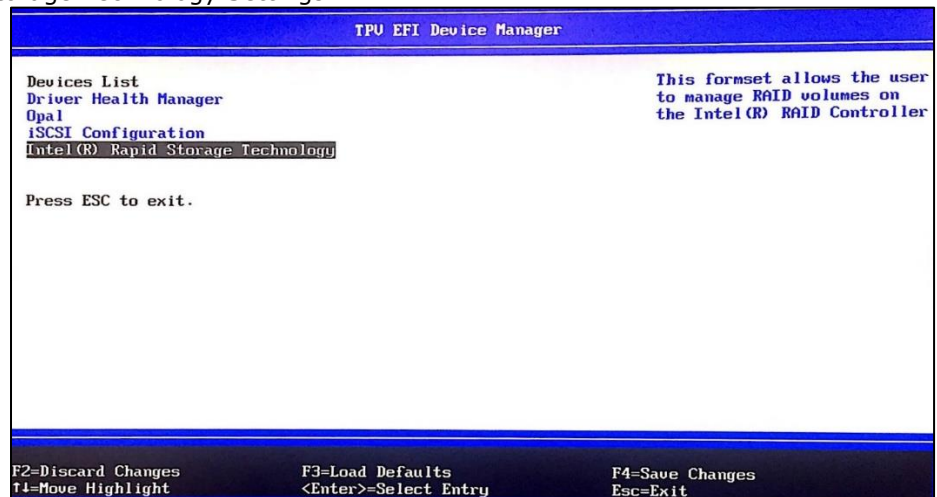 TPV EFI Device Manager
Devices List
Driver Health Manager
Opal
iSCSI Configuration
Intel(R) Rapid Storage Technology
Press ESC to exit.
This formset allows the user
to manage RAID volumes on
the Intel(R) RAID Controller
F2=Discard Changes F3=Load Defaults F4=Save Changes
↑↓=Move Highlight <Enter>=Select Entry Esc=Exit